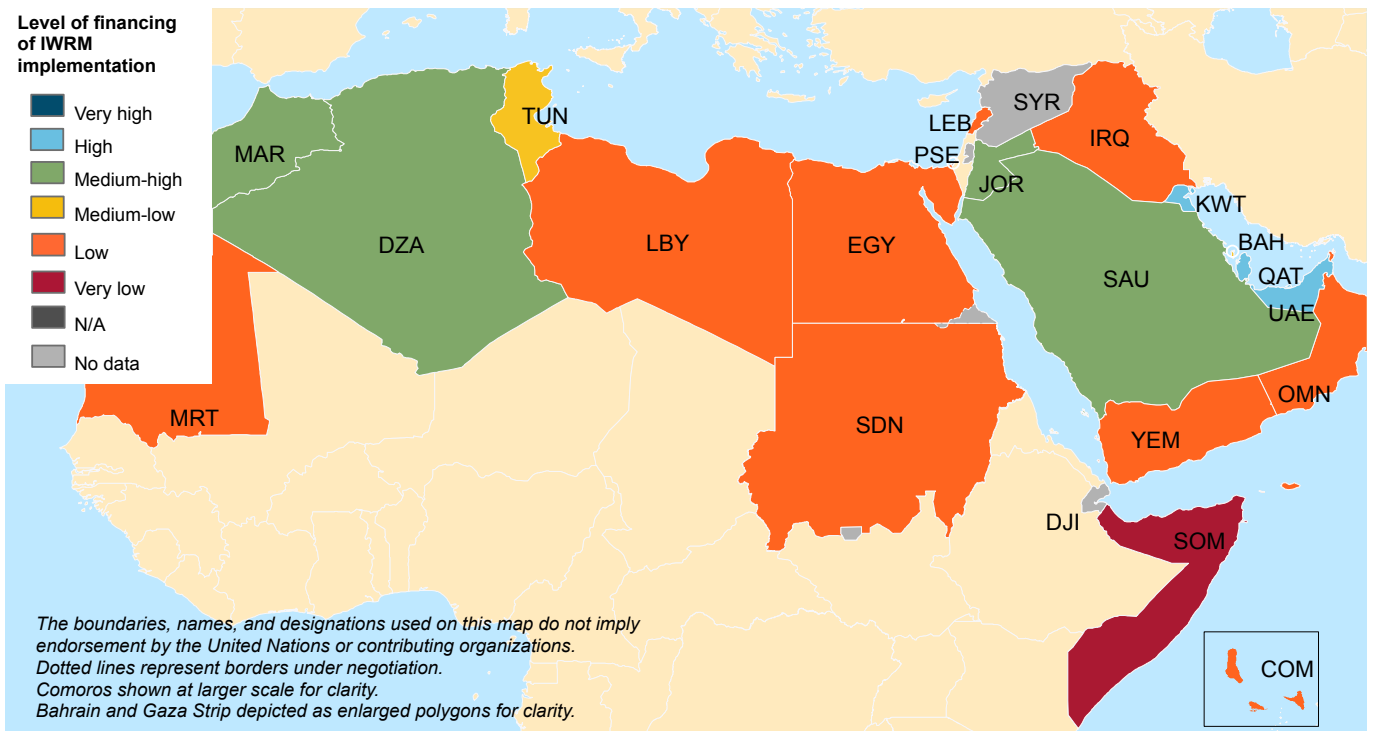 Level of financing
of IWRM
implementation
Very high
High
Medium-high
Medium-low
Low
Very low
N/A
No data
TUN
SYR
LEB
MAR
PSE
IRQ
JOR
KWT
DZA
LBY
EGY
BAH
SAU
QAT
UAE
MRT
SDN
OMN
YEM
DJI
SOM
COM
The boundaries, names, and designations used on this map do not imply
endorsement by the United Nations or contributing organizations.
Dotted lines represent borders under negotiation.
Comoros shown at larger scale for clarity.
Bahrain and Gaza Strip depicted as enlarged polygons for clarity.